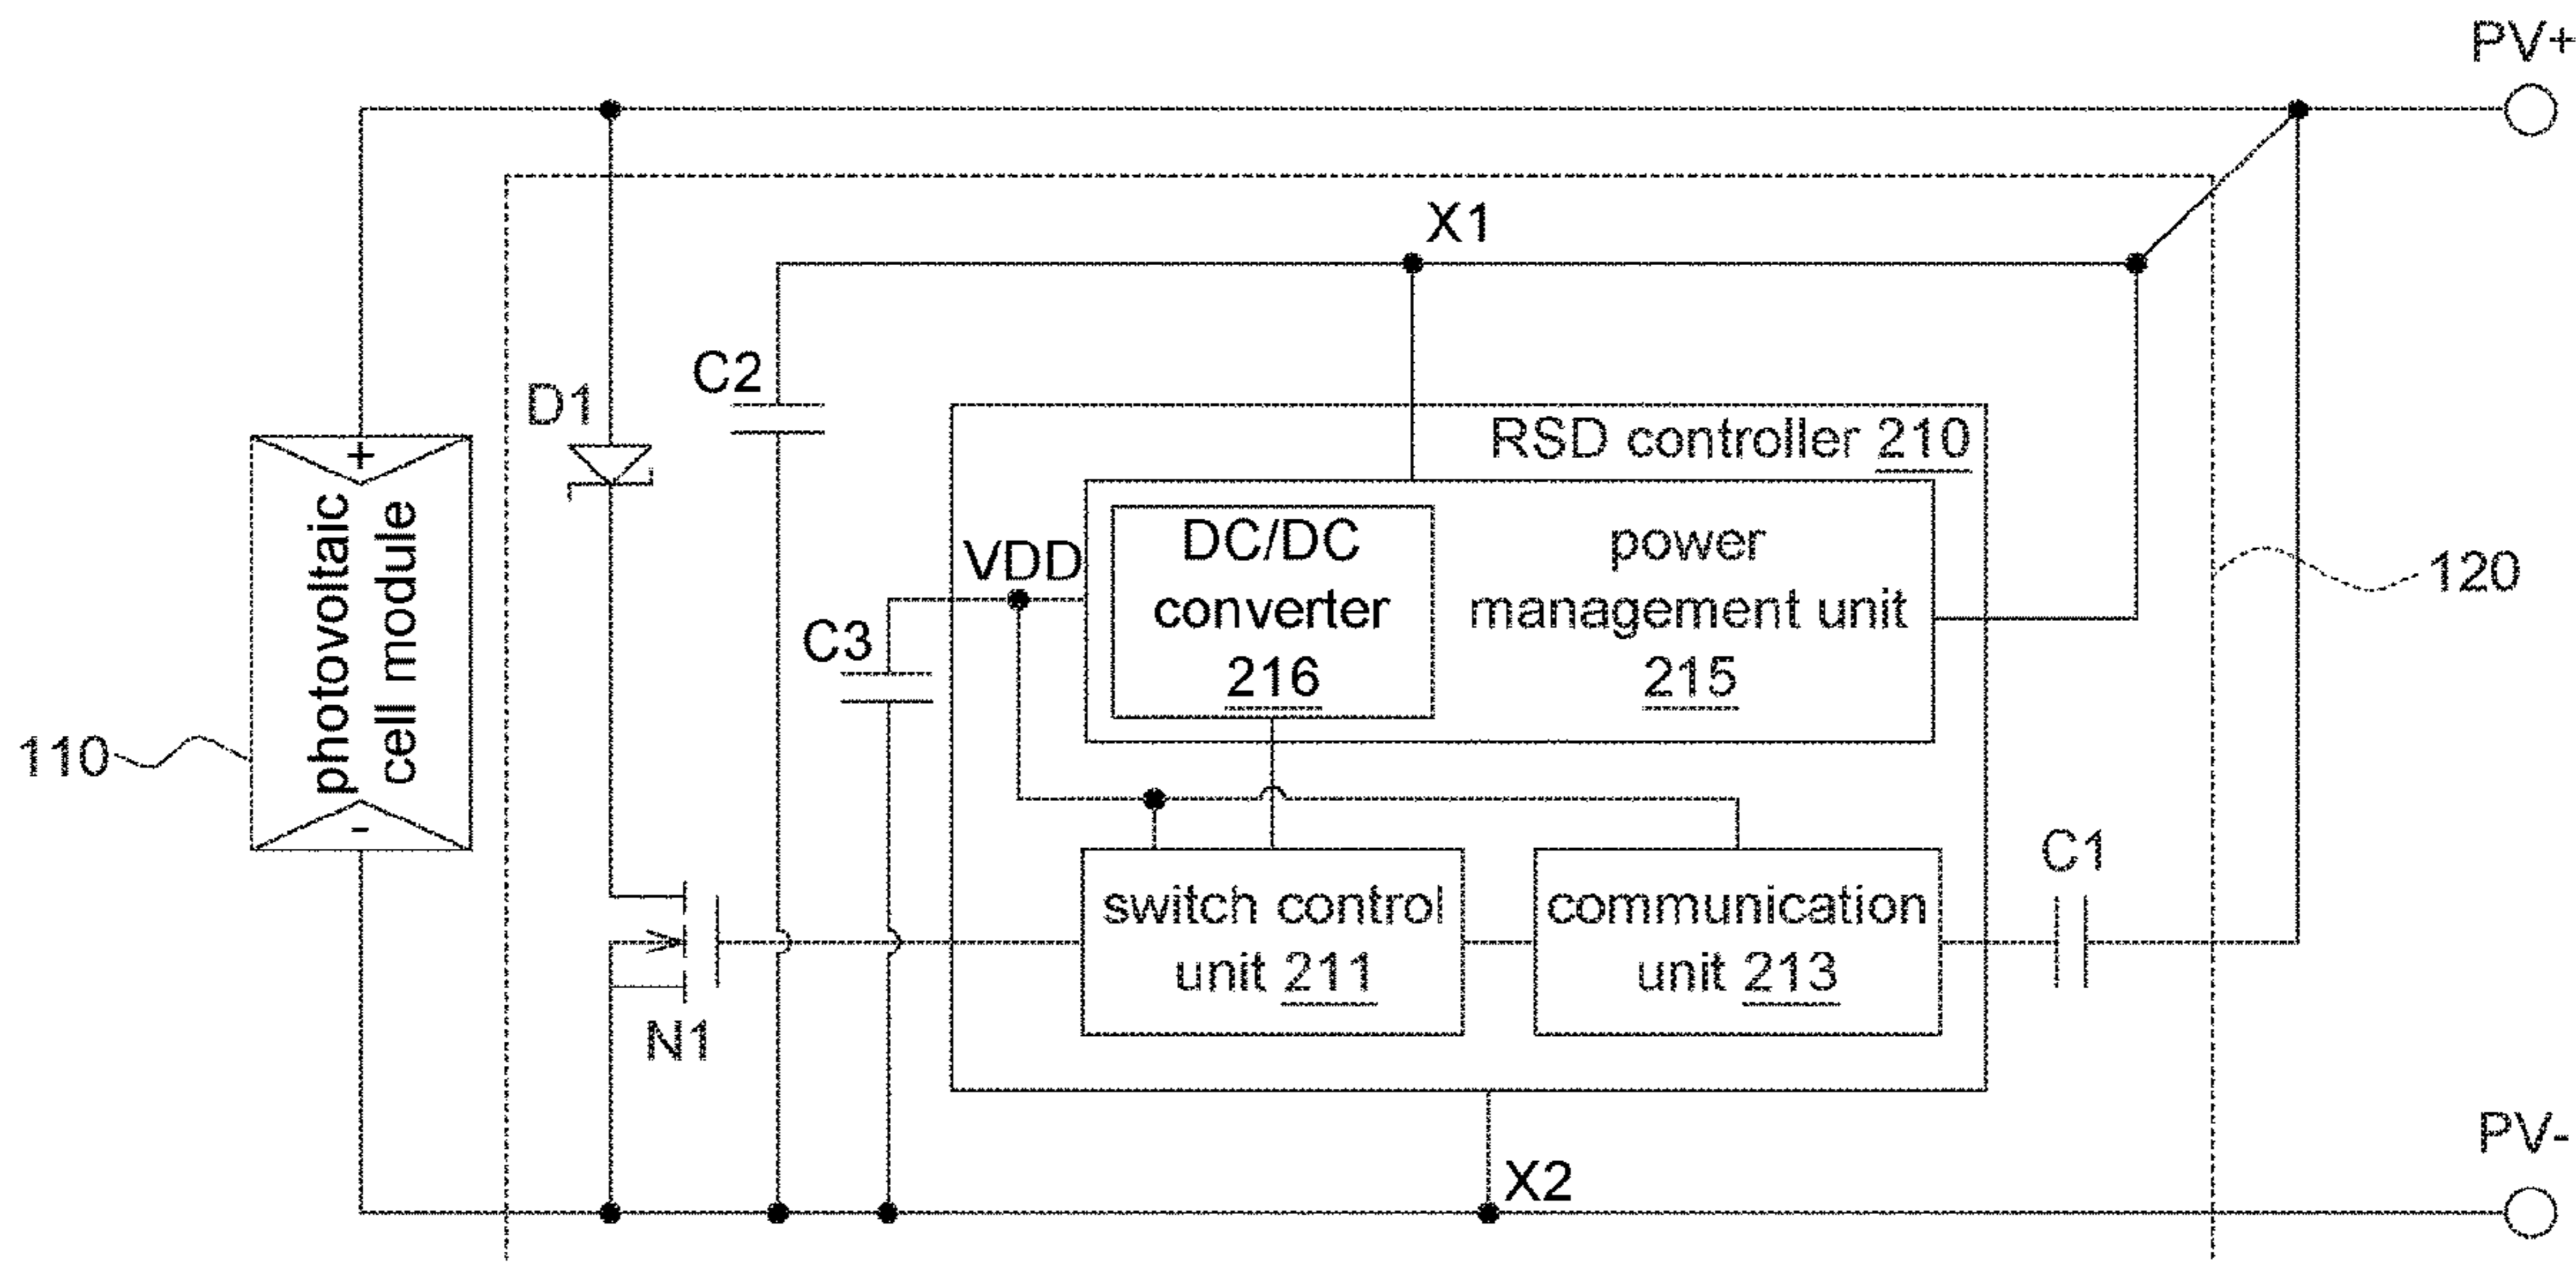 PV+
X1
C2
D1
RSD controller 210
+
photovoltaic
cell module
-
DC/DC
converter
216
power
management unit
215
VDD
120
C3
110
C1
switch control
unit 211
communication
unit 213
N1
PV-
X2